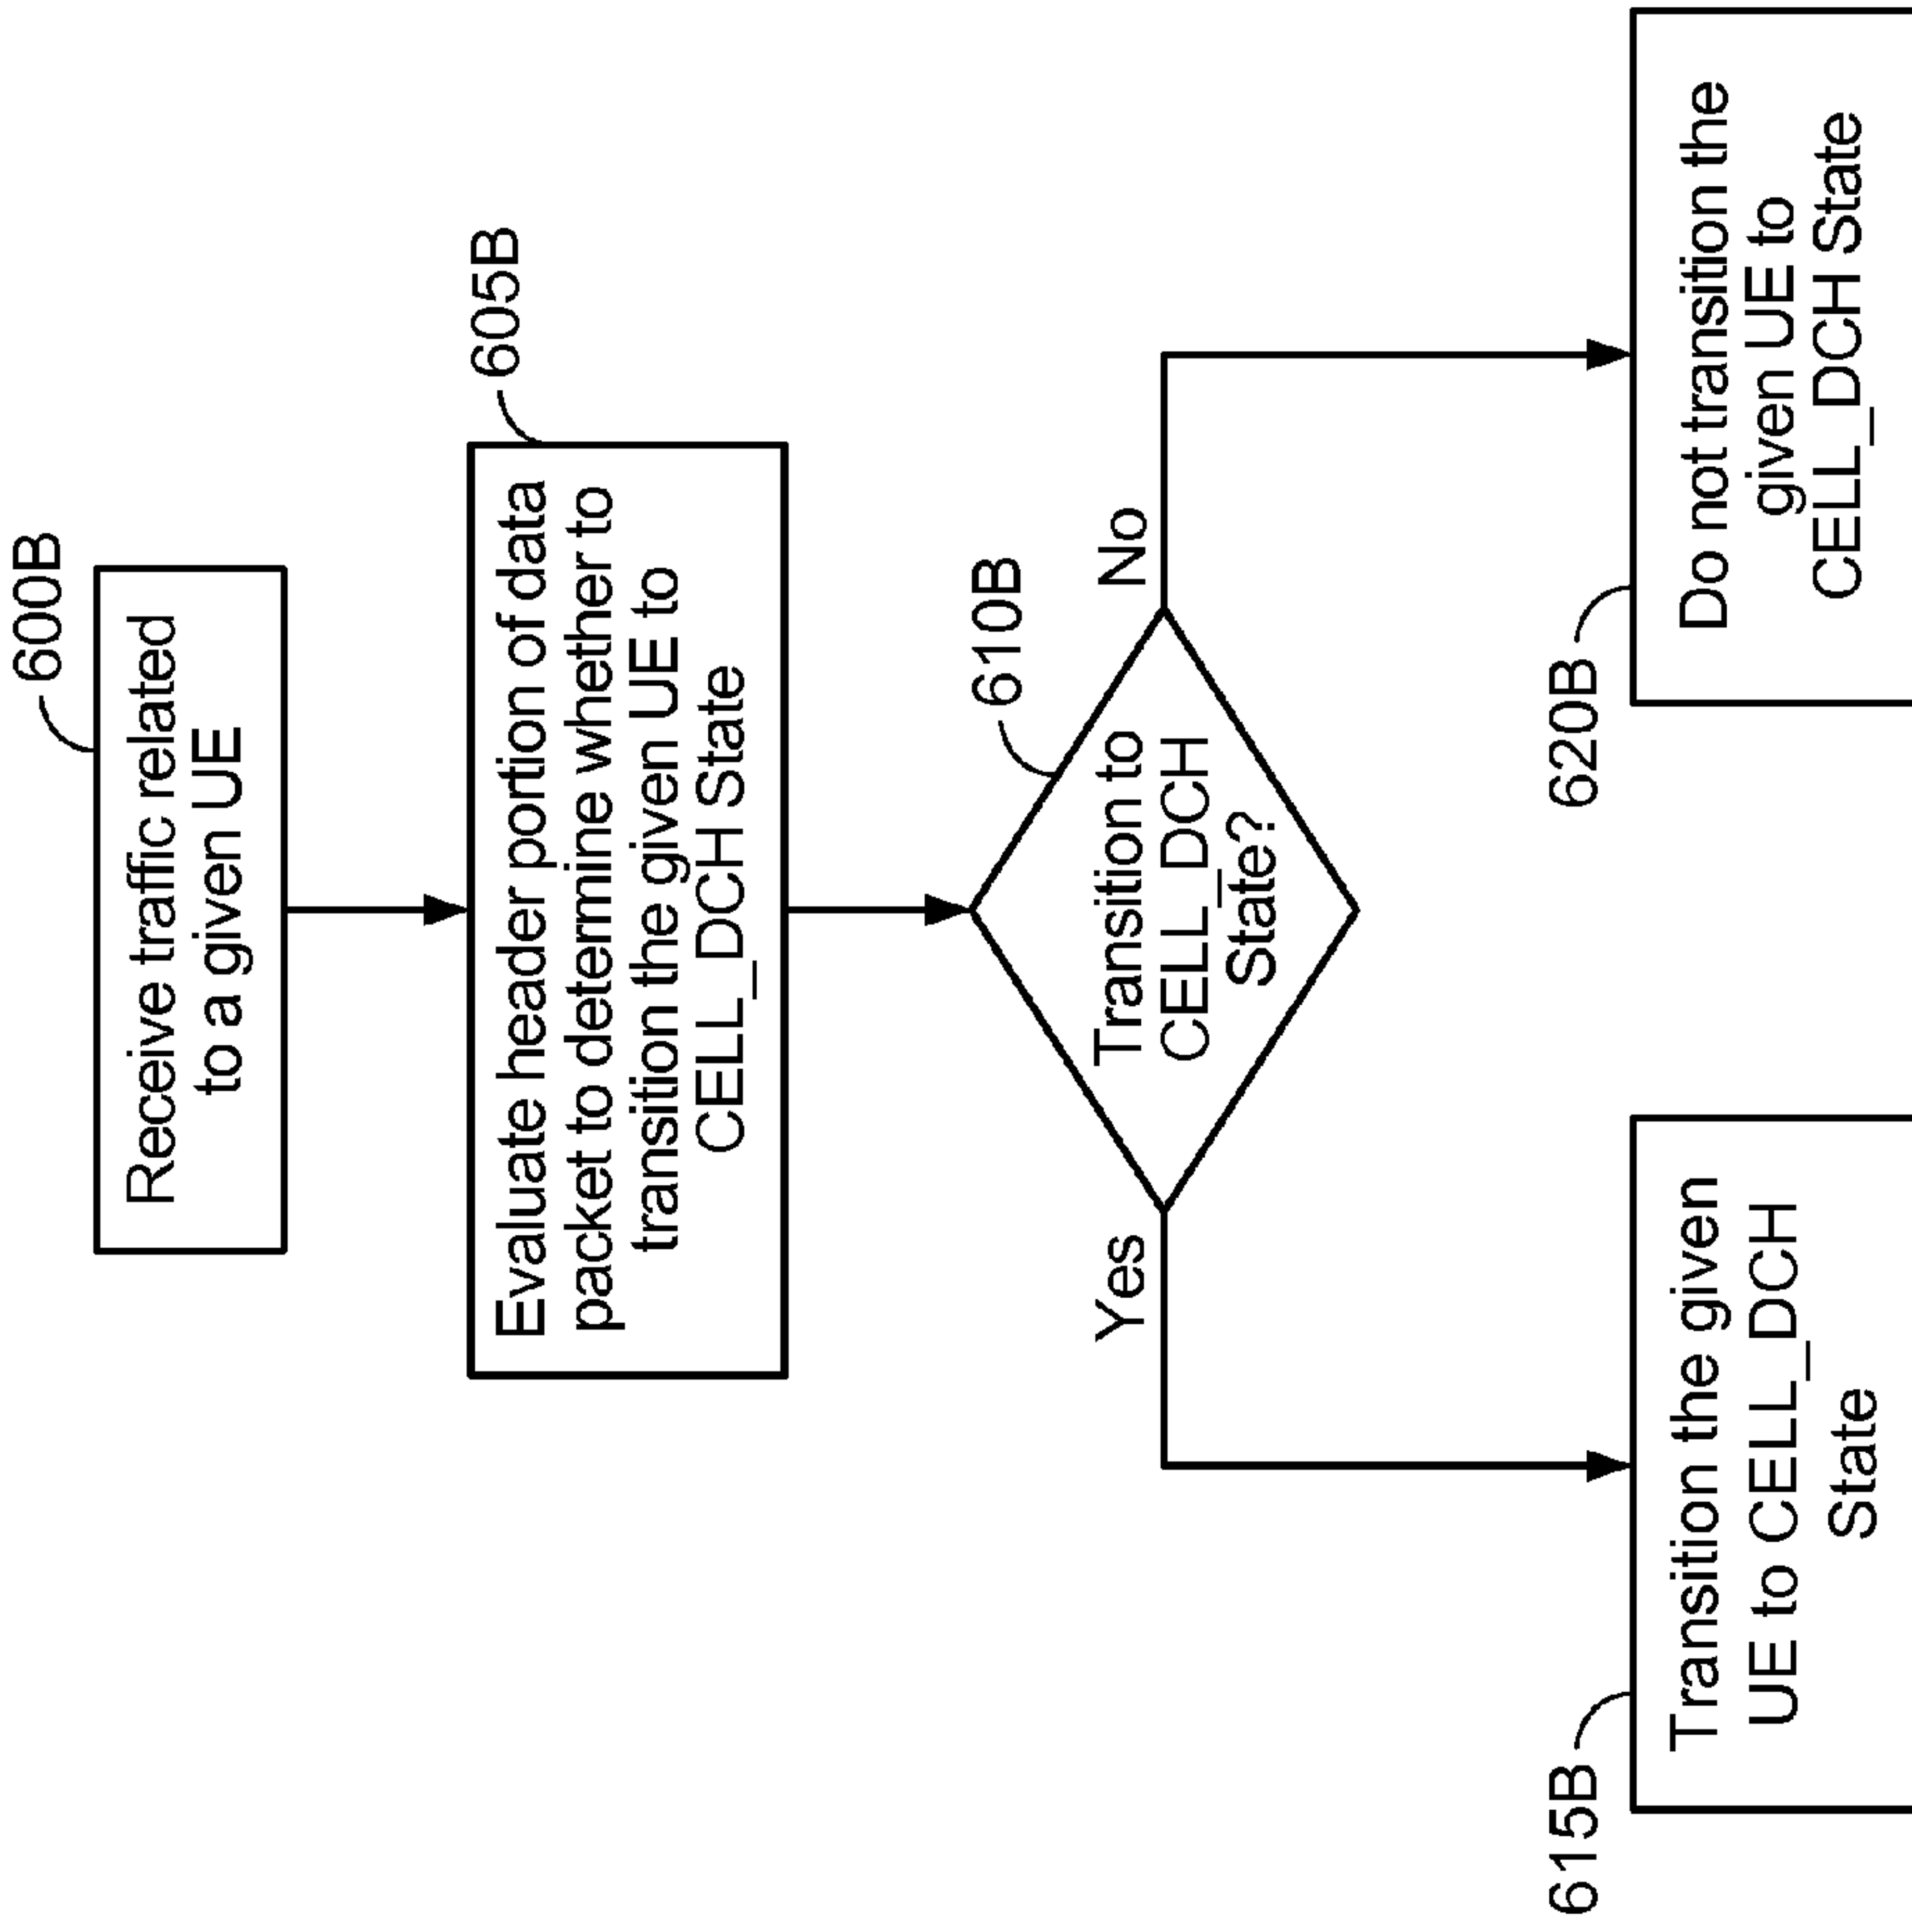 600B
Receive traffic related
to a given UE
605B
Evaluate header portion of data
packet to determine whether to
transition the given UE to
CELL_DCH State
610B
Transition to
CELL_DCH
State?
Yes
No
615B
Transition the given
UE to CELL_DCH
State
620B
Do not transition the
given UE to
CELL_DCH State